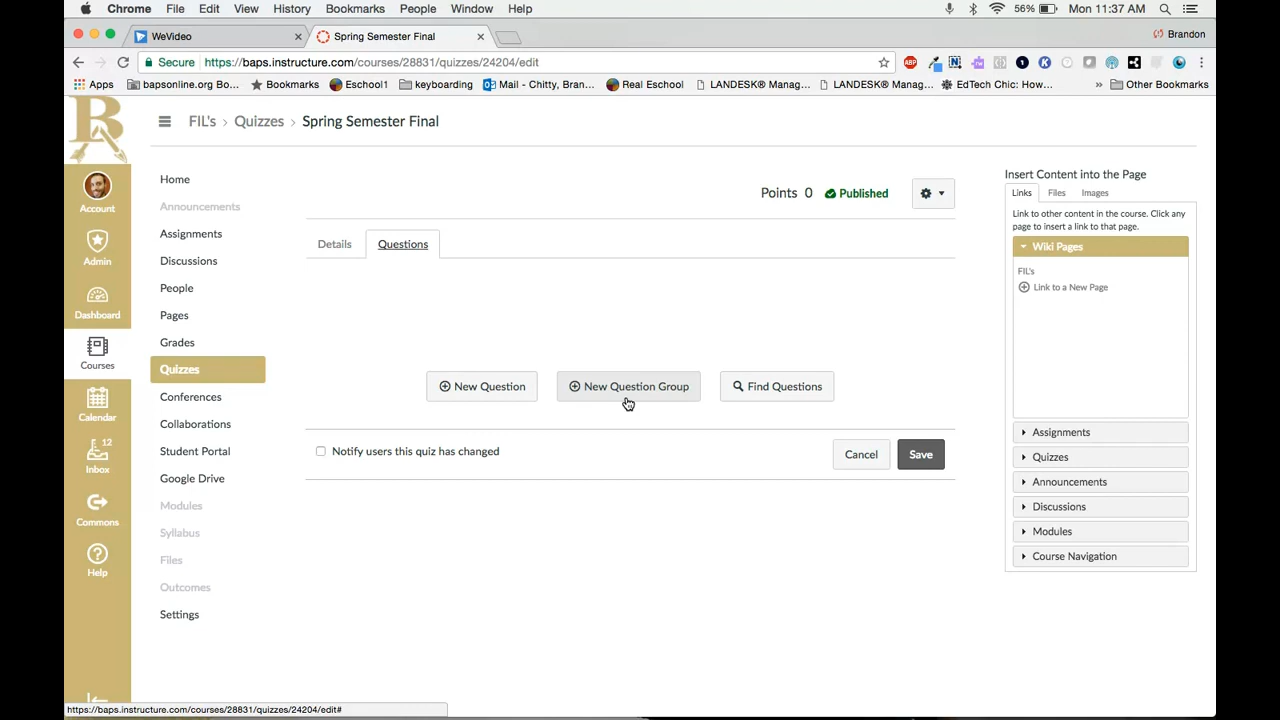 Chrome File Edit View History Bookmarks People Window Help 56% Mon 11:37 AM
WeVideo Spring Semester Final Brandon
Secure https://baps.instructure.com/courses/28831/quizzes/24204/edit
Apps bapsonline.org Bo... Bookmarks Eschool1 keyboarding Mail - Chitty, Bran... Real Eschool LANDESK® Manag... LANDESK® Manag... EdTech Chic: How... » Other Bookmarks
FIL's > Quizzes > Spring Semester Final
Account
Admin
Dashboard
Courses
Calendar
12
Inbox
Commons
Help
Home
Announcements
Assignments
Discussions
People
Pages
Grades
Quizzes
Conferences
Collaborations
Student Portal
Google Drive
Modules
Syllabus
Files
Outcomes
Settings
Points 0 Published
Details Questions
New Question New Question Group Find Questions
Notify users this quiz has changed Cancel Save
Insert Content into the Page
Links Files Images
Link to other content in the course. Click any
page to insert a link to that page.
Wiki Pages
FIL's
Link to a New Page
Assignments
Quizzes
Announcements
Discussions
Modules
Course Navigation
https://baps.instructure.com/courses/28831/quizzes/24204/edit#